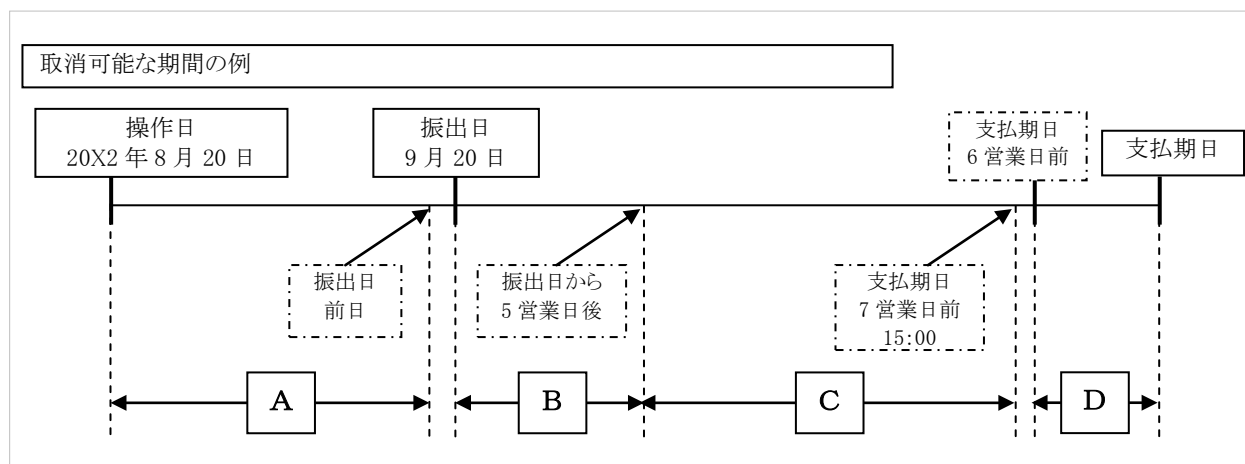 取消可能な期間の例
操作日
20X2 年 8 月 20 日
振出日
9 月 20 日
支払期日
6 営業日前
支払期日
振出日
前日
振出日から
5 営業日後
支払期日
7 営業日前
15:00
A
B
C
D